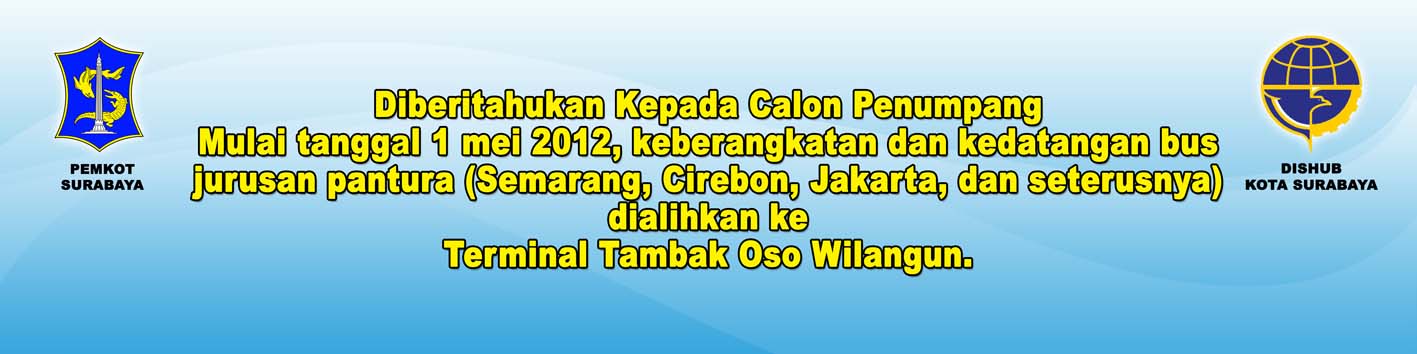 Diberitahukan Kepada Calon Penumpang
Mulai tanggal 1 mei 2012, keberangkatan dan kedatangan bus
jurusan pantura (Semarang, Cirebon, Jakarta, dan seterusnya)
dialihkan ke
Terminal Tambak Oso Wilangun.
PEMKOT
SURABAYA
DISHUB
KOTA SURABAYA